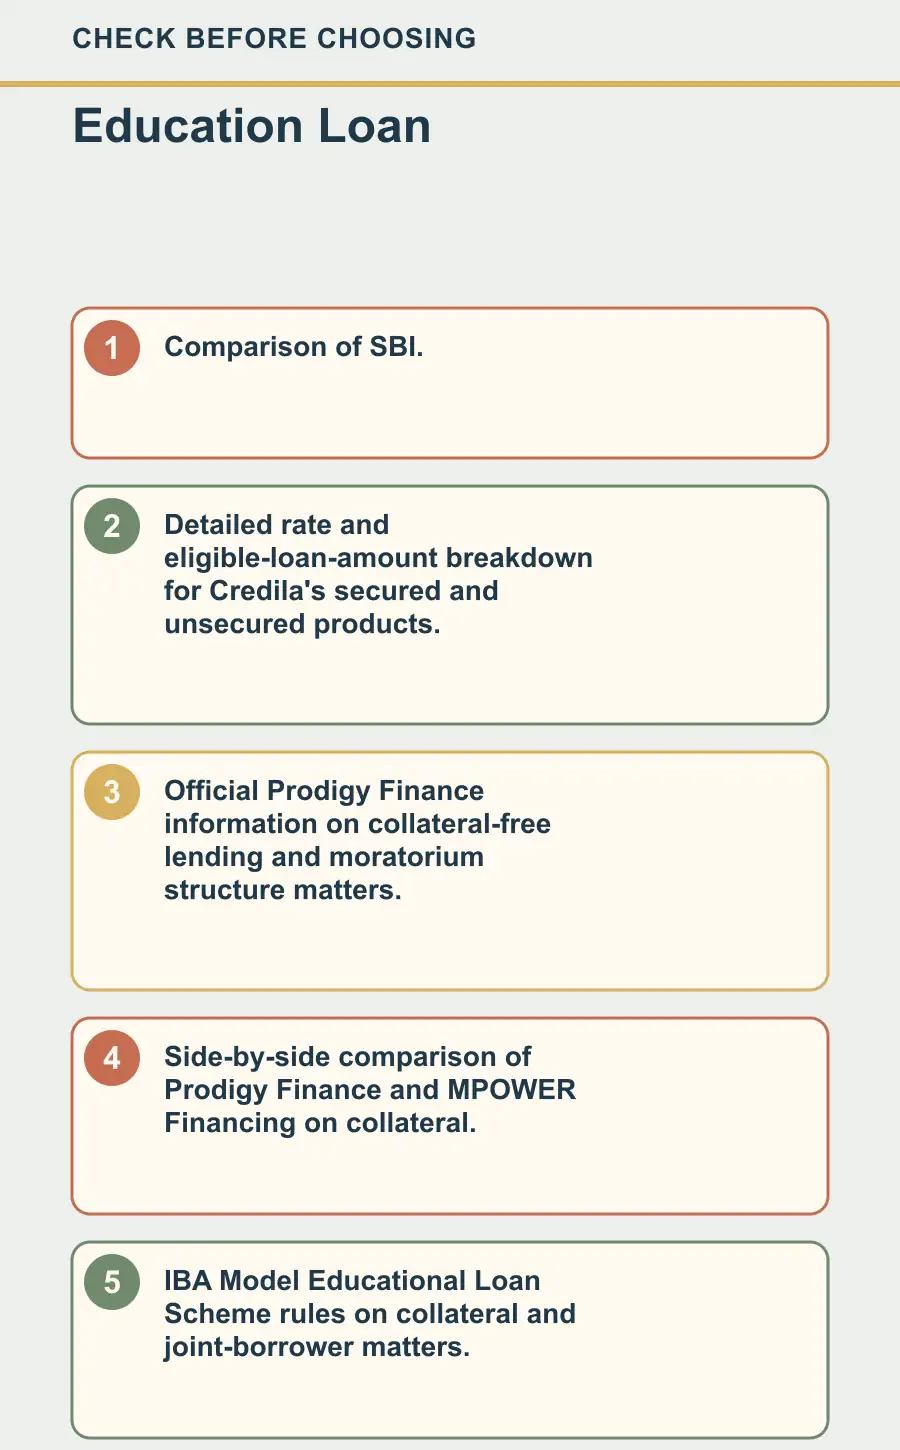 CHECK BEFORE CHOOSING
Education Loan
1
Comparison of SBI.
2
Detailed rate and
eligible-loan-amount breakdown
for Credila's secured and
unsecured products.
3
Official Prodigy Finance
information on collateral-free
lending and moratorium
structure matters.
4
Side-by-side comparison of
Prodigy Finance and MPOWER
Financing on collateral.
5
IBA Model Educational Loan
Scheme rules on collateral and
joint-borrower matters.